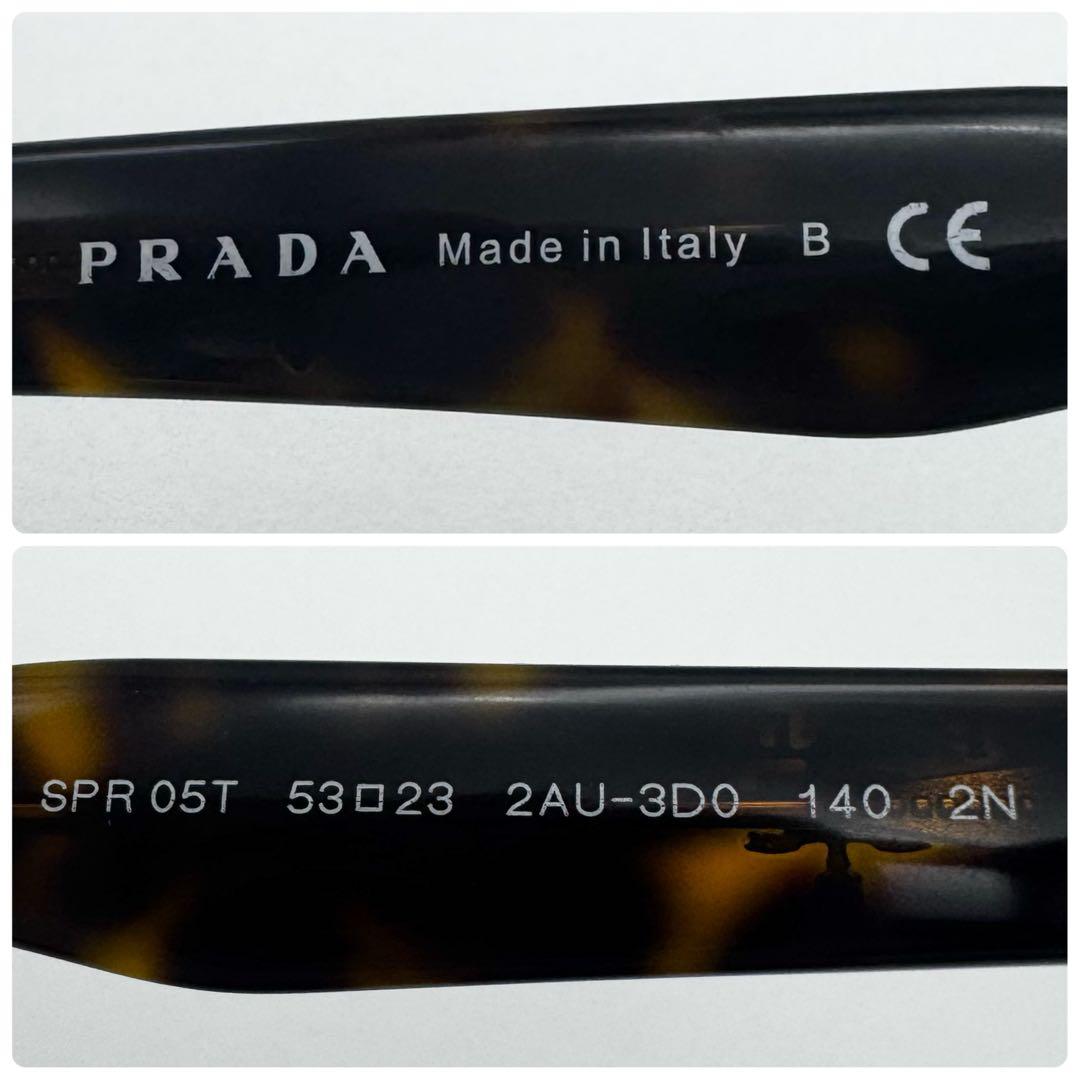 PRADA Made in Italy B CE
SPR 05T 53□23 2AU-3D0 140 2N